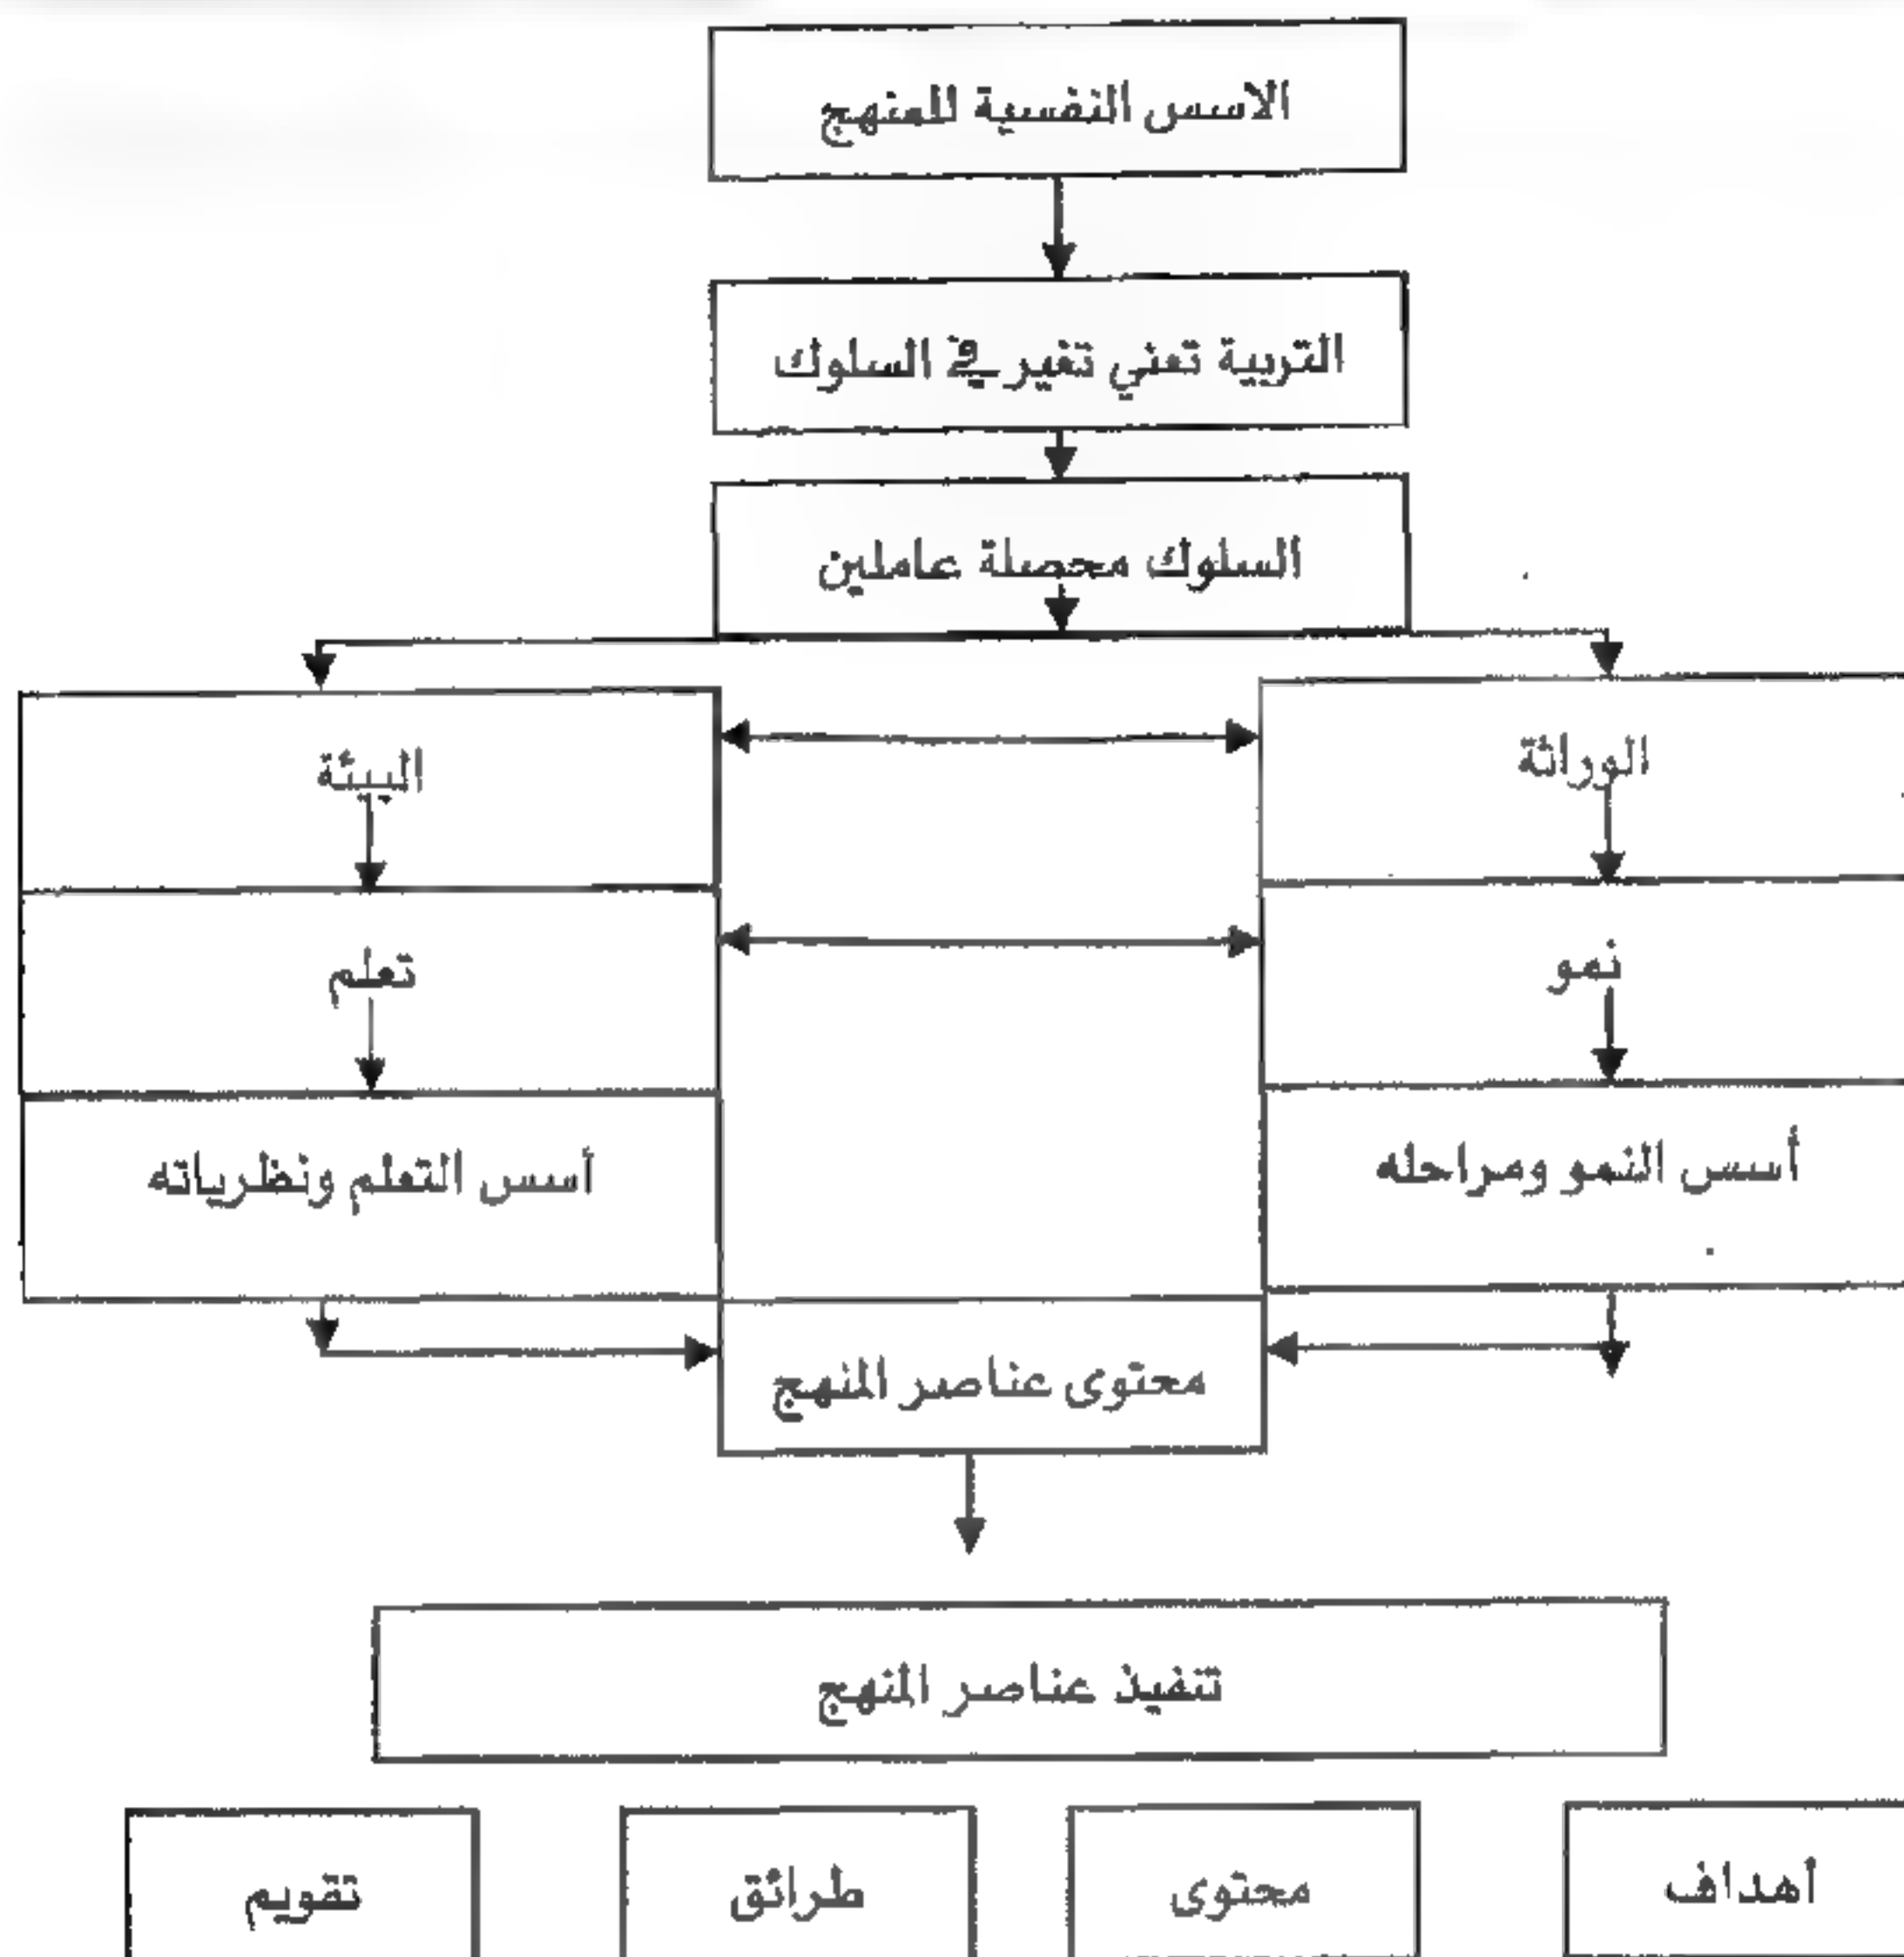 الاسس النفسية للمنهج
التربية تعني تغير في السلوك
السلوك محصلة عاملين
الوراثة
البيئة
نمو
تعلم
أسس النمو ومراحله
أسس التعلم ونظرياته
محتوى عناصر المنهج
تنفيذ عناصر المنهج
أهداف
محتوى
طرائق
تقويم